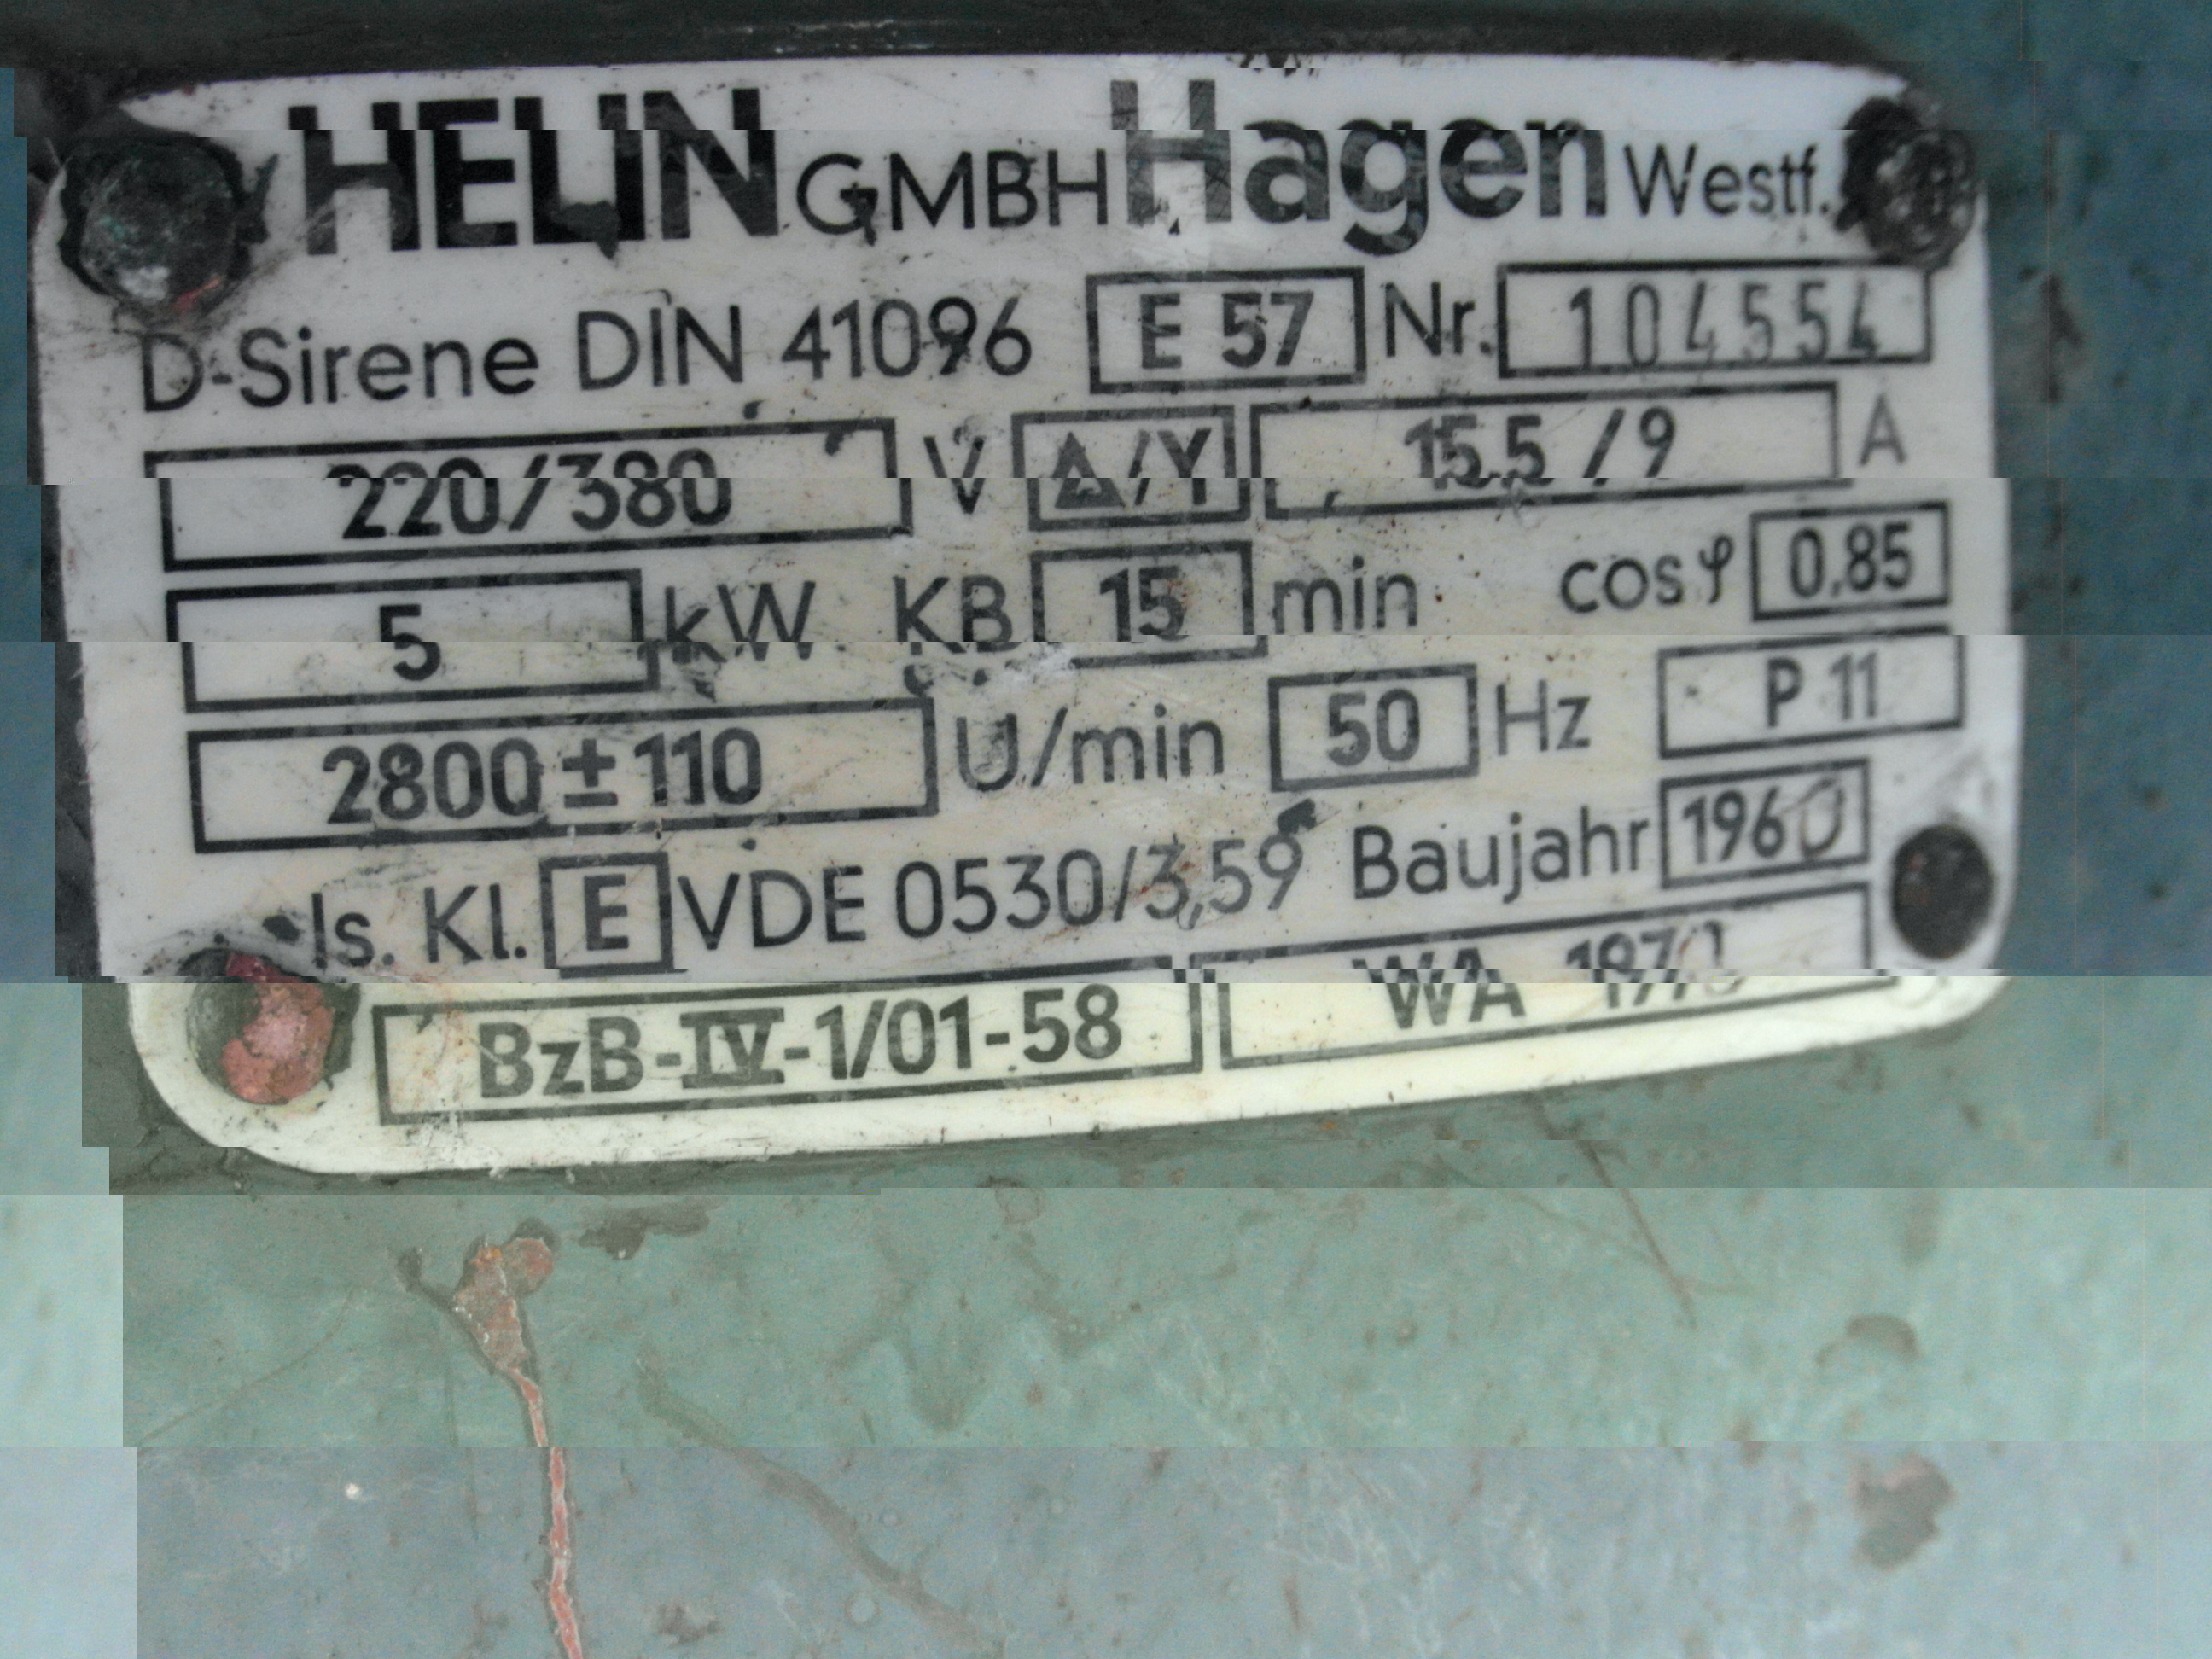 HELIN GMBH Hagen Westf.
D-Sirene DIN 41096 E 57 Nr. 104554
220/380 V Δ/Y 15,5 / 9 A
5 kW KB 15 min cos φ 0,85
2800 ± 110 U/min 50 Hz P 11
Is. Kl. E VDE 0530/3,59 Baujahr 1960
BzB-IV-1/01-58 WA